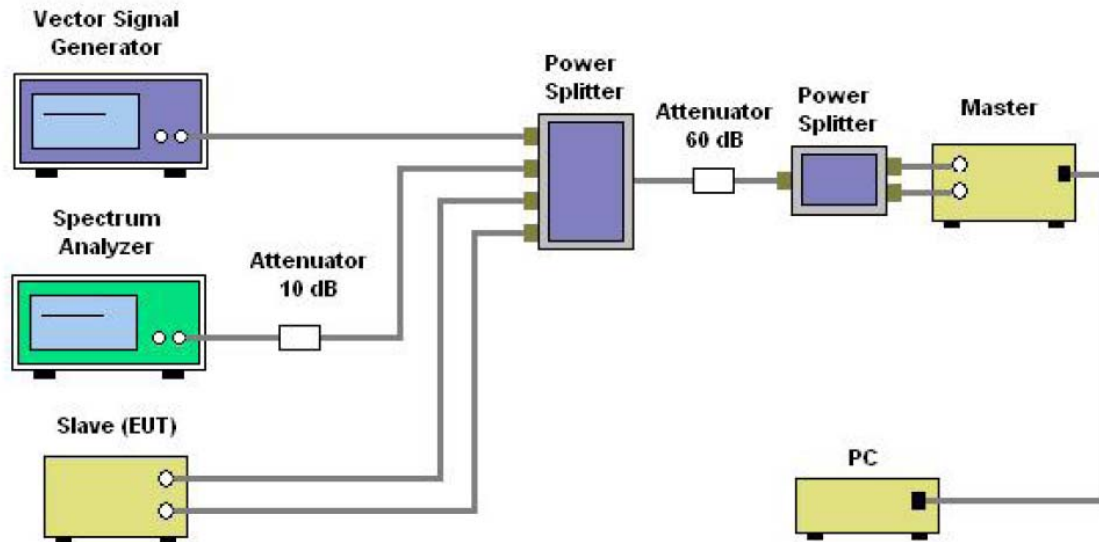 Vector Signal
Generator
Power
Splitter
Attenuator
60 dB
Power
Splitter
Master
Spectrum
Analyzer
Attenuator
10 dB
Slave (EUT)
PC